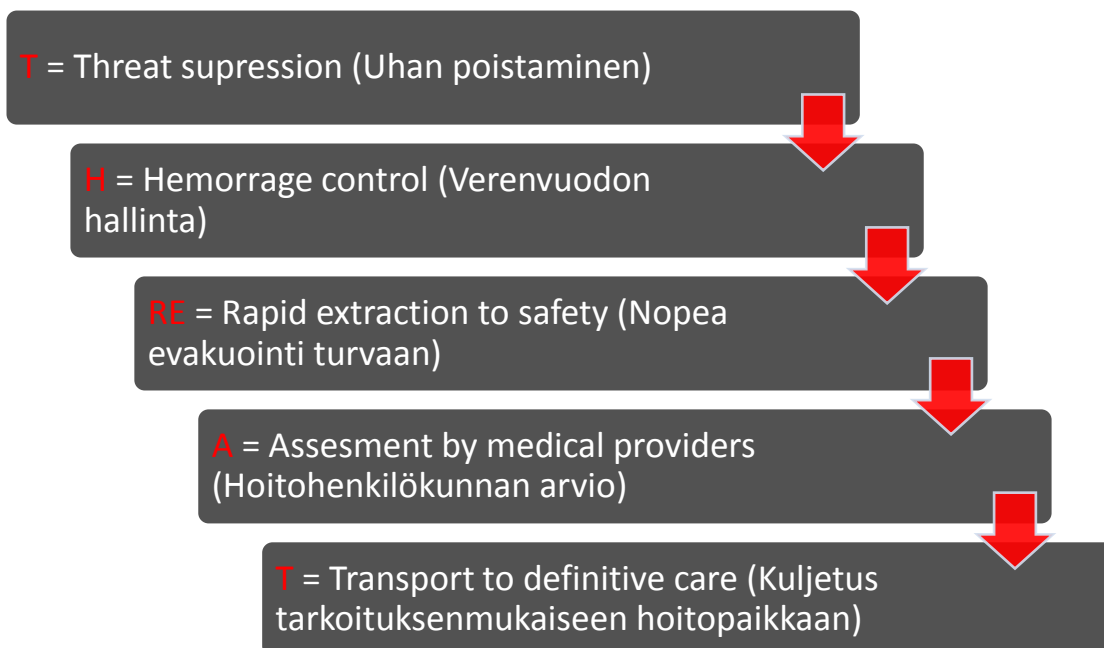 T = Threat supression (Uhan poistaminen)
H = Hemorrage control (Verenvuodon
hallinta)
RE = Rapid extraction to safety (Nopea
evakuointi turvaan)
A = Assesment by medical providers
(Hoitohenkilökunnan arvio)
T = Transport to definitive care (Kuljetus
tarkoituksenmukaiseen hoitopaikkaan)